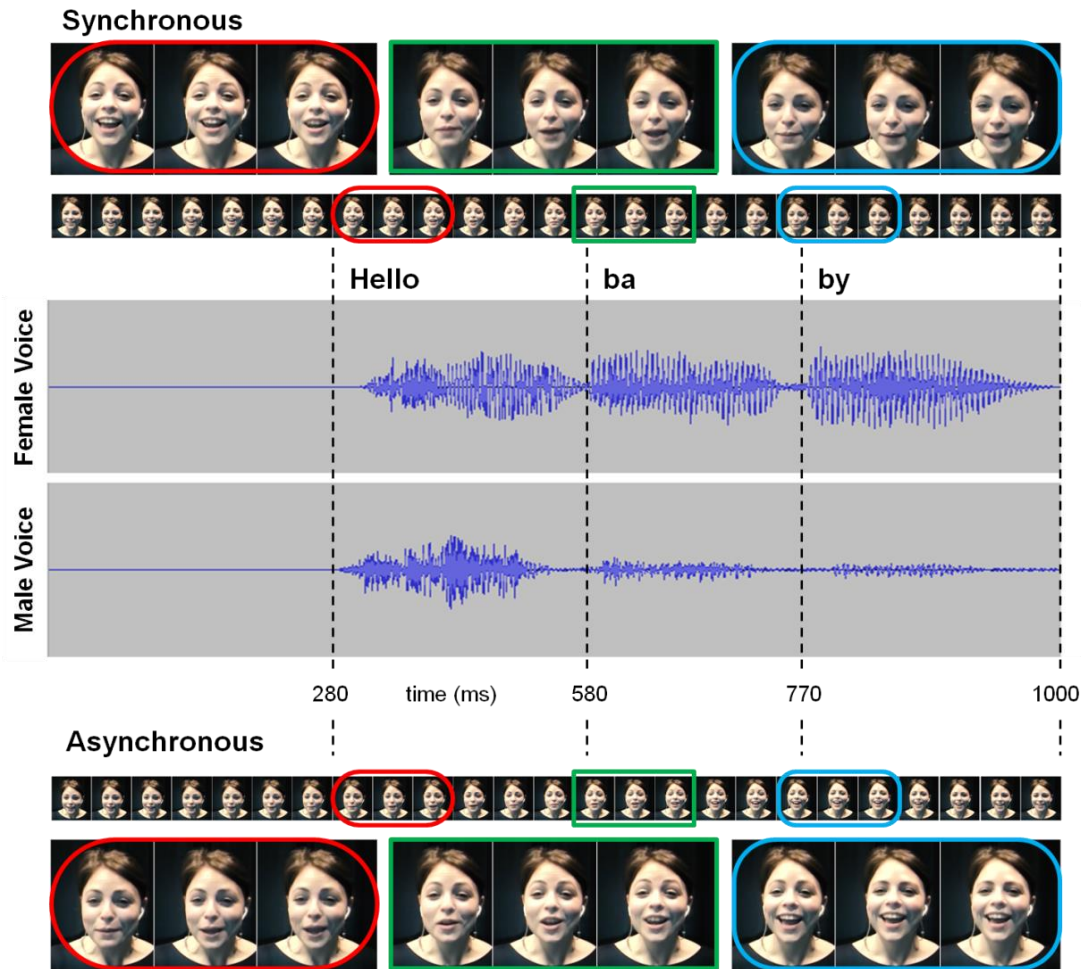 Synchronous
Hello ba by
Female Voice
Male Voice
280 time (ms) 580 770 1000
Asynchronous